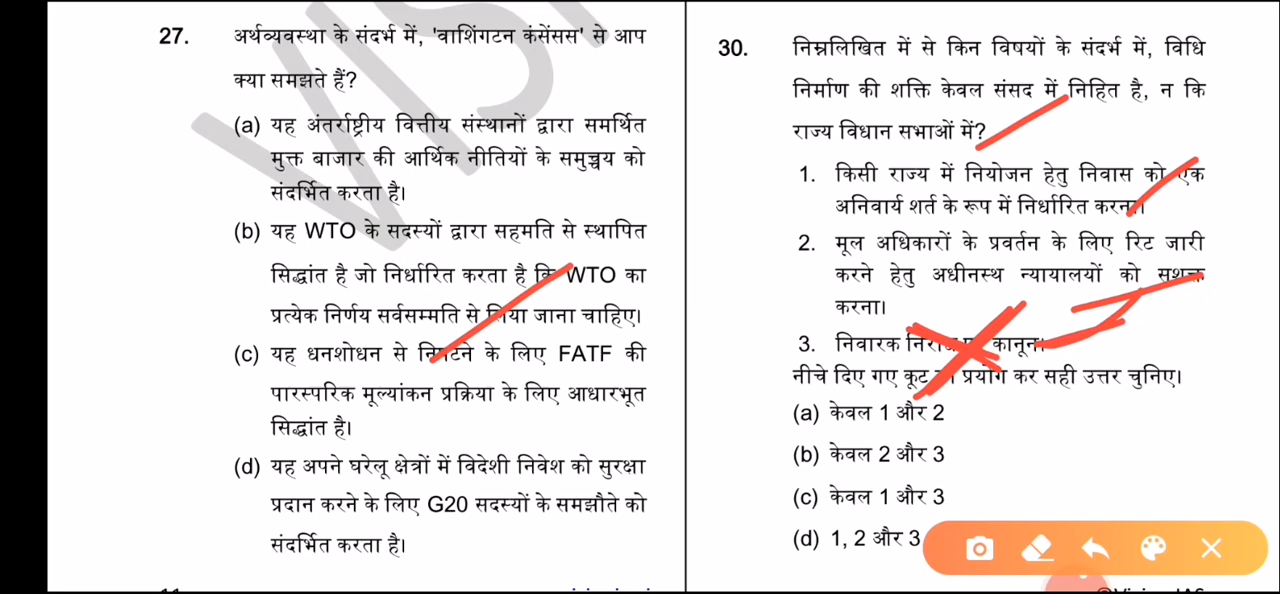 27. अर्थव्यवस्था के संदर्भ में, 'वाशिंगटन कंसेंसस' से आप
क्या समझते हैं?
(a) यह अंतर्राष्ट्रीय वित्तीय संस्थानों द्वारा समर्थित
मुक्त बाजार की आर्थिक नीतियों के समुच्चय को
संदर्भित करता है।
(b) यह WTO के सदस्यों द्वारा सहमति से स्थापित
सिद्धांत है जो निर्धारित करता है कि WTO का
प्रत्येक निर्णय सर्वसम्मति से लिया जाना चाहिए।
(c) यह धनशोधन से निपटने के लिए FATF की
पारस्परिक मूल्यांकन प्रक्रिया के लिए आधारभूत
सिद्धांत है।
(d) यह अपने घरेलू क्षेत्रों में विदेशी निवेश को सुरक्षा
प्रदान करने के लिए G20 सदस्यों के समझौते को
संदर्भित करता है।
30. निम्नलिखित में से किन विषयों के संदर्भ में, विधि
निर्माण की शक्ति केवल संसद में निहित है, न कि
राज्य विधान सभाओं में?
1. किसी राज्य में नियोजन हेतु निवास को एक
अनिवार्य शर्त के रूप में निर्धारित करना।
2. मूल अधिकारों के प्रवर्तन के लिए रिट जारी
करने हेतु अधीनस्थ न्यायालयों को सशक्त
करना।
3. निवारक कानून।
नीचे दिए गए कूट का प्रयोग कर सही उत्तर चुनिए।
(a) केवल 1 और 2
(b) केवल 2 और 3
(c) केवल 1 और 3
(d) 1, 2 और 3